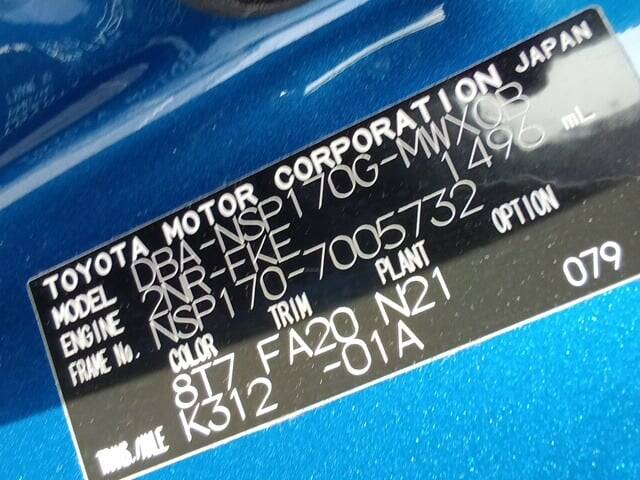 TOYOTA MOTOR CORPORATION JAPAN
MODEL DBA-NSP170G-MWXQB
ENGINE 2NR-FKE 1496 mL
FRAME No. NSP170-7005732
COLOR TRIM PLANT OPTION
8T7 FA20 N21 079
TRANS./AXLE K312 -01A